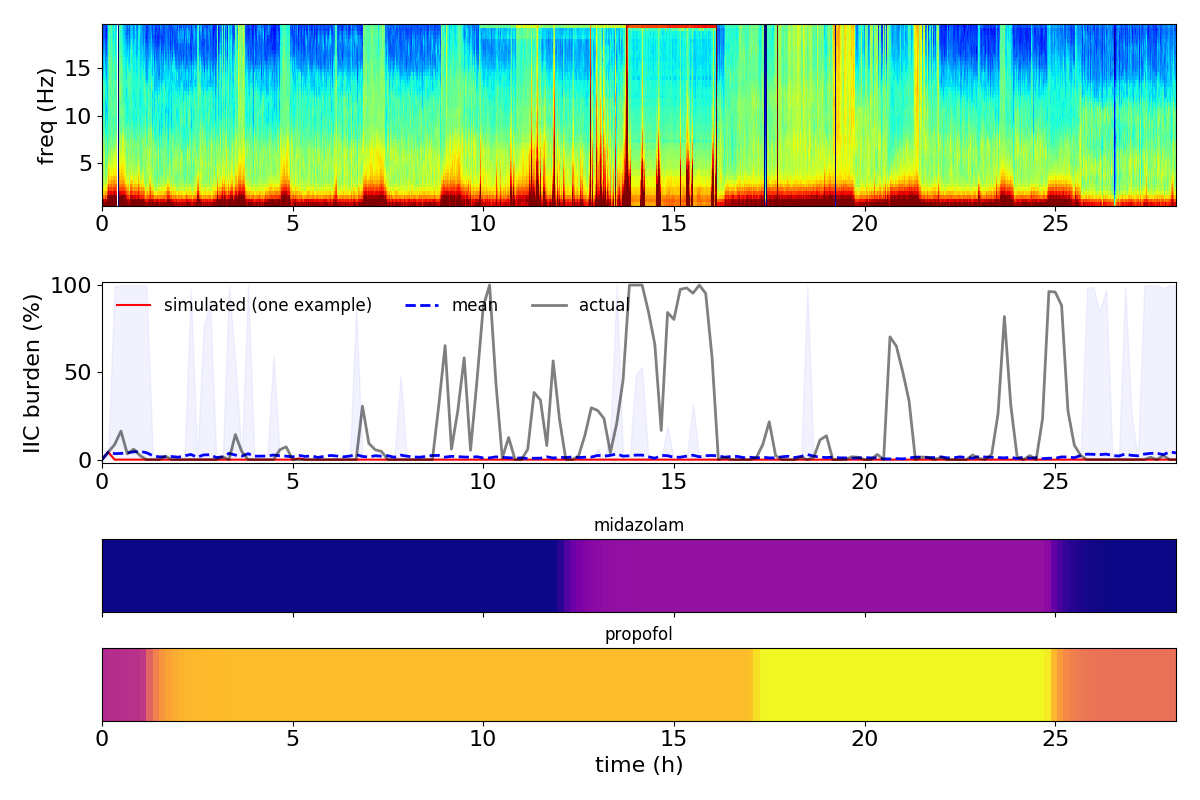 freq (Hz)
15
10
5
0 5 10 15 20 25
IIC burden (%)
100
50
0
simulated (one example) mean actual
0 5 10 15 20 25
midazolam
propofol
0 5 10 15 20 25
time (h)